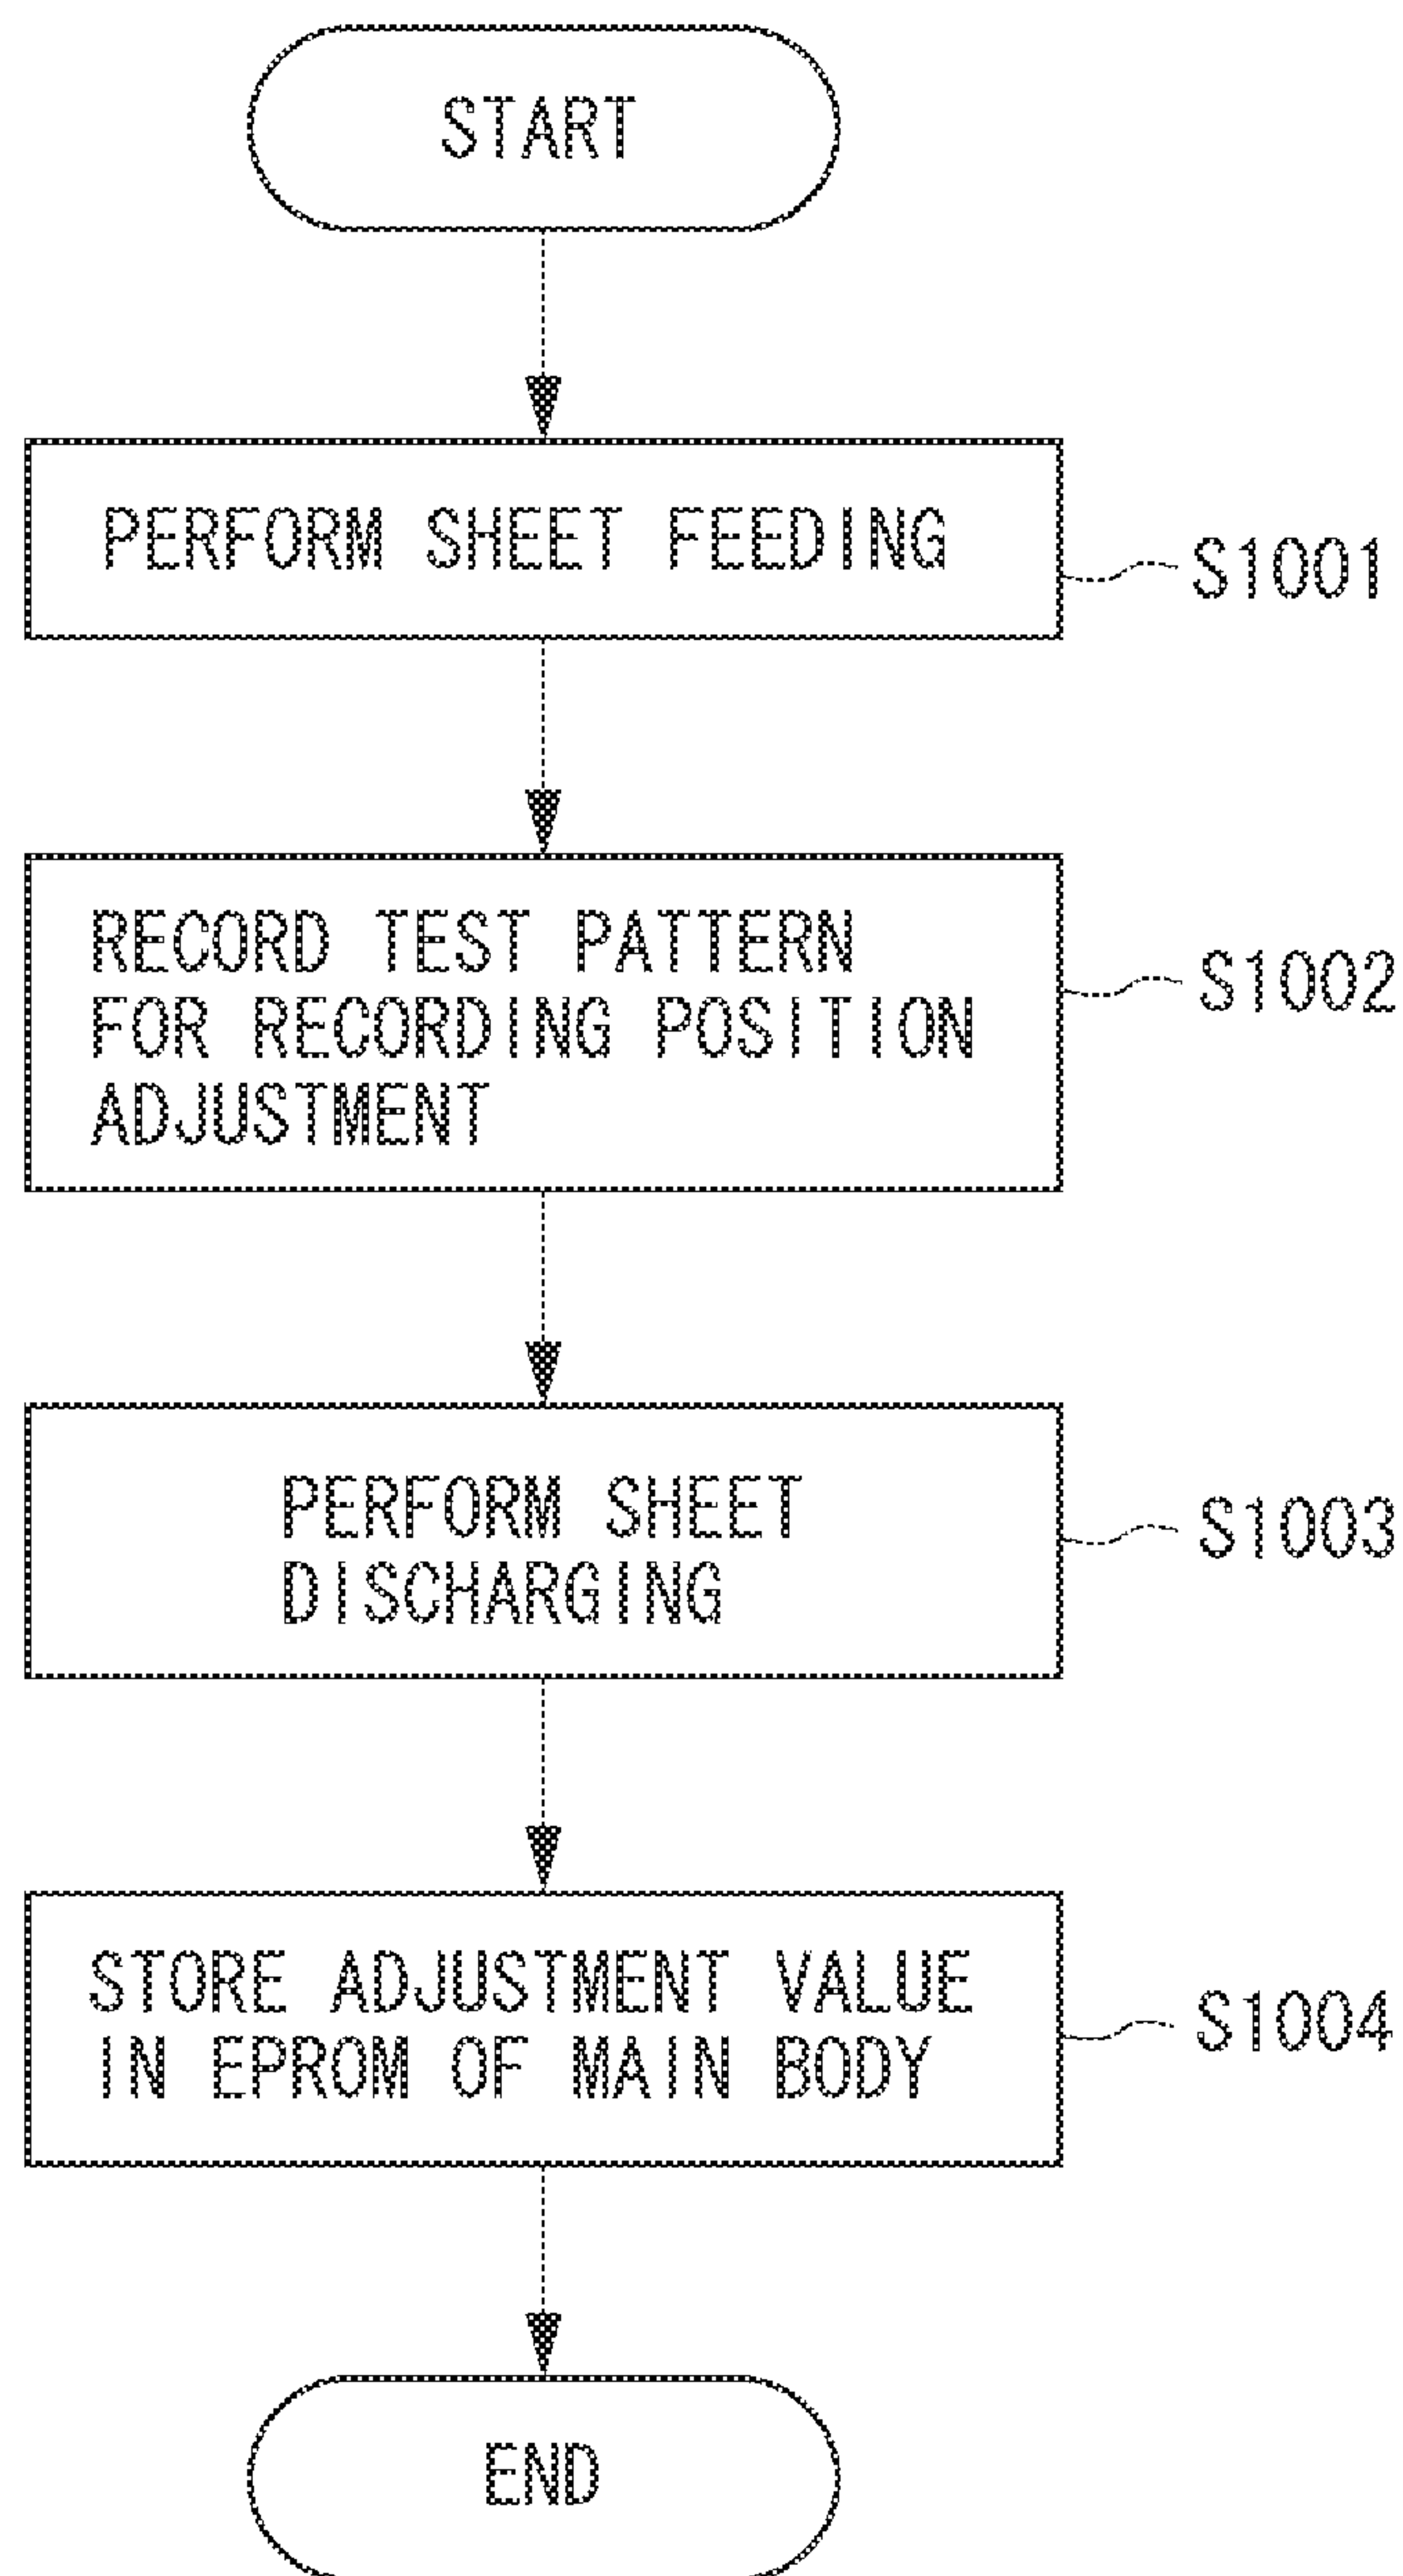 START
PERFORM SHEET FEEDING
S1001
RECORD TEST PATTERN
FOR RECORDING POSITION
ADJUSTMENT
S1002
PERFORM SHEET
DISCHARGING
S1003
STORE ADJUSTMENT VALUE
IN EPROM OF MAIN BODY
S1004
END